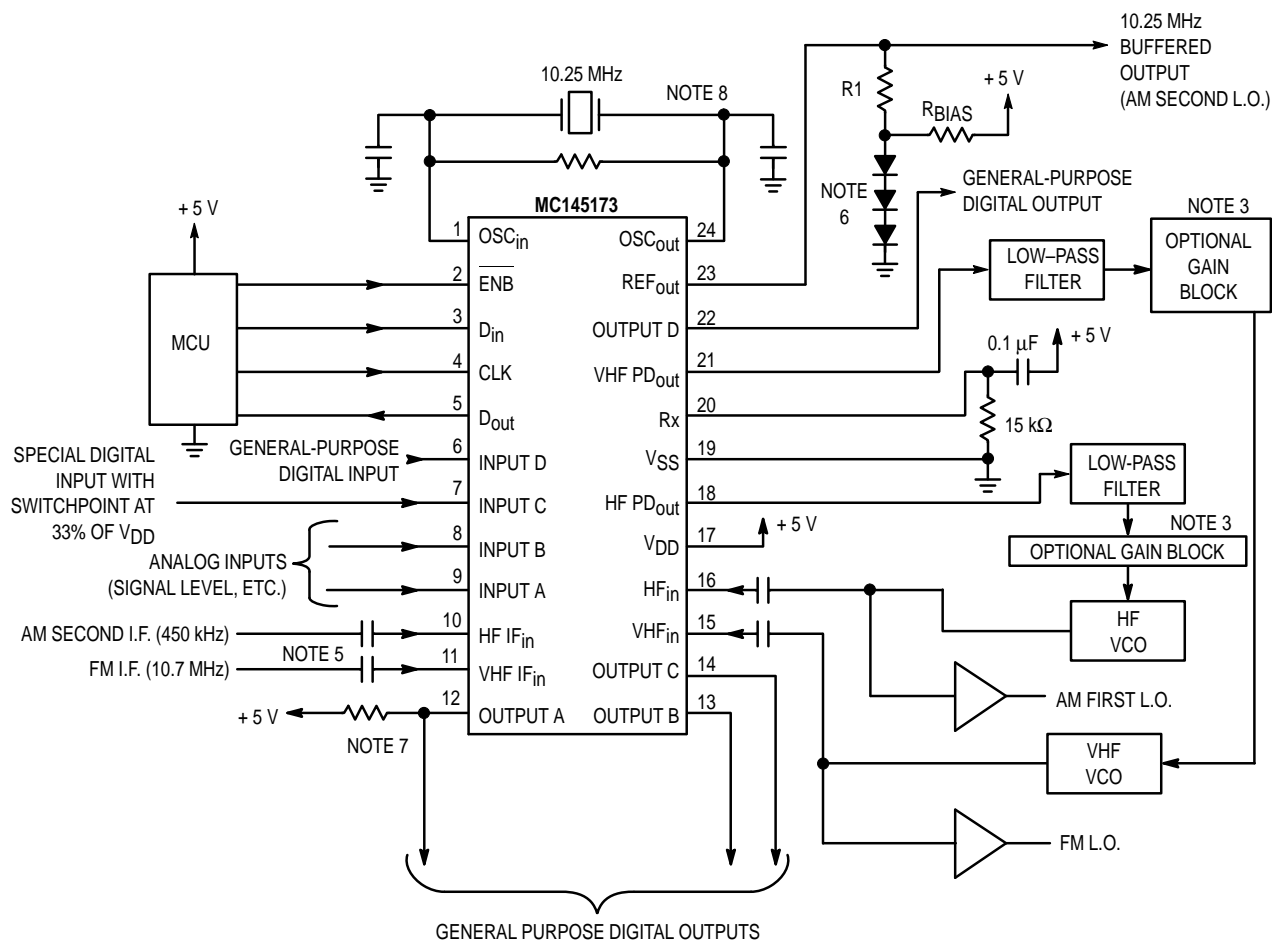 10.25 MHz
BUFFERED
OUTPUT
(AM SECOND L.O.)
10.25 MHz
NOTE 8
R1
+ 5 V
RBIAS
NOTE
6
GENERAL-PURPOSE
DIGITAL OUTPUT
NOTE 3
OPTIONAL
GAIN
BLOCK
LOW–PASS
FILTER
+ 5 V
MCU
MC145173
1
OSCin
24
OSCout
2
ENB
23
REFout
3
Din
22
OUTPUT D
4
CLK
21
VHF PDout
5
Dout
20
Rx
6
INPUT D
19
VSS
7
INPUT C
18
HF PDout
8
INPUT B
17
VDD
9
INPUT A
16
HFin
10
HF IFin
15
VHFin
11
VHF IFin
14
OUTPUT C
12
OUTPUT A
13
OUTPUT B
0.1 µF
+ 5 V
15 kΩ
GENERAL-PURPOSE
DIGITAL INPUT
SPECIAL DIGITAL
INPUT WITH
SWITCHPOINT AT
33% OF VDD
ANALOG INPUTS
(SIGNAL LEVEL, ETC.)
AM SECOND I.F. (450 kHz)
FM I.F. (10.7 MHz)
NOTE 5
+ 5 V
NOTE 7
+ 5 V
LOW-PASS
FILTER
NOTE 3
OPTIONAL GAIN BLOCK
HF
VCO
AM FIRST L.O.
VHF
VCO
FM L.O.
GENERAL PURPOSE DIGITAL OUTPUTS